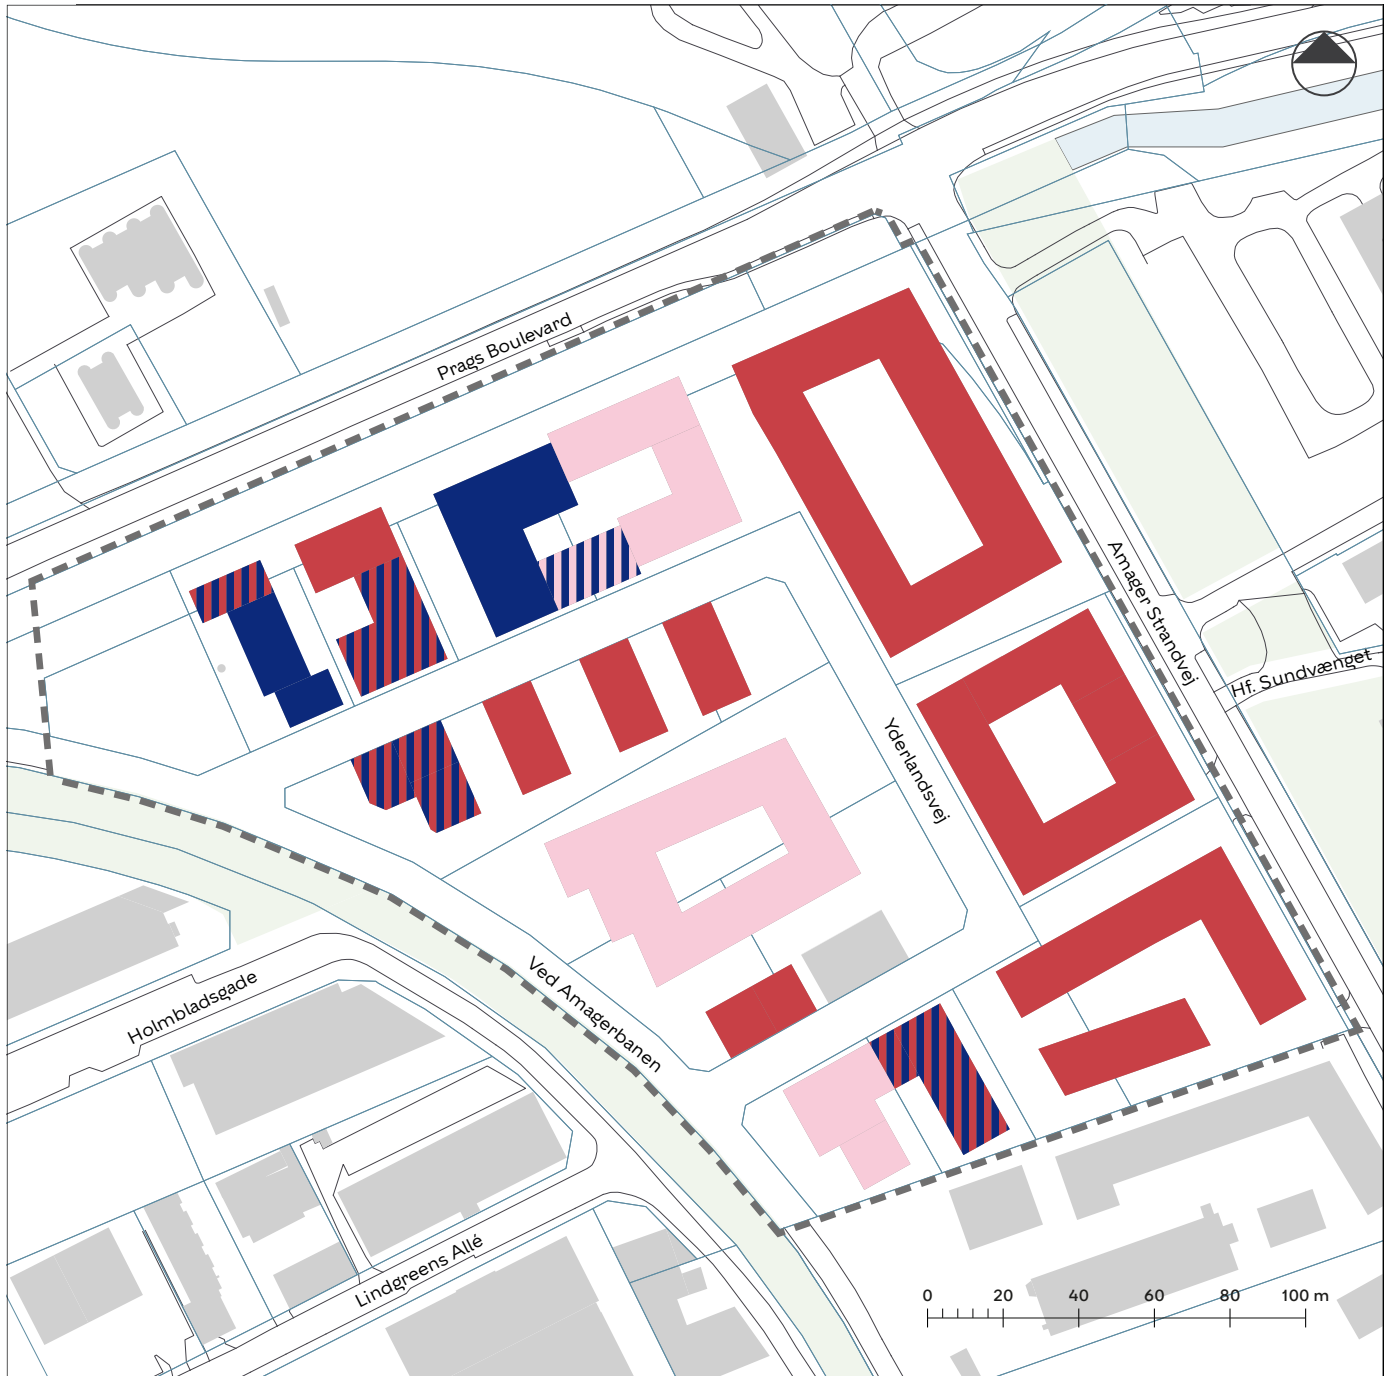 Prags Boulevard
Amager Strandvej
Hf. Sundvænget
Yderlandsvej
Ved Amagerbanen
Holmbladsgade
Lindgreens Allé
0 20 40 60 80 100 m